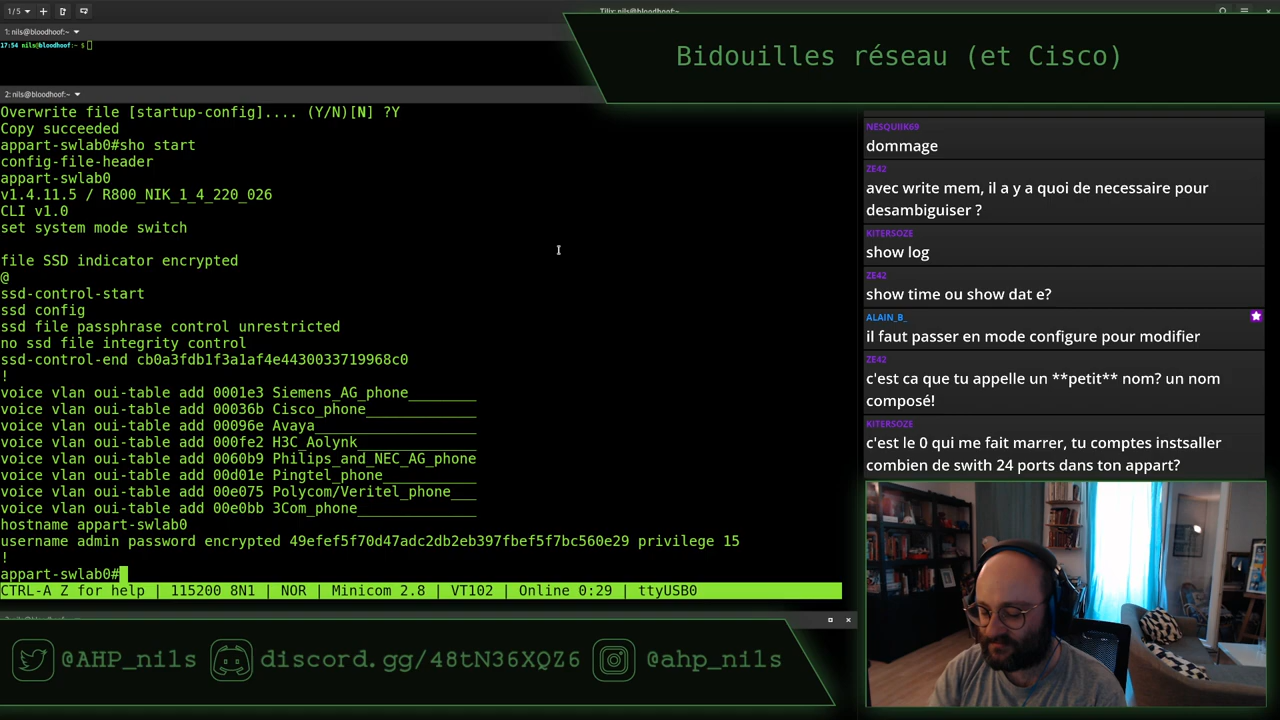 1/5
Tilix: nils@bloodhoof:~
1: nils@bloodhoof:~
17:54 nils@bloodhoof:~ $
Bidouilles réseau (et Cisco)
2: nils@bloodhoof:~
Overwrite file [startup-config].... (Y/N)[N] ?Y
Copy succeeded
appart-swlab0#sho start
config-file-header
appart-swlab0
v1.4.11.5 / R800_NIK_1_4_220_026
CLI v1.0
set system mode switch
file SSD indicator encrypted
@
ssd-control-start
ssd config
ssd file passphrase control unrestricted
no ssd file integrity control
ssd-control-end cb0a3fdb1f3a1af4e4430033719968c0
!
voice vlan oui-table add 0001e3 Siemens_AG_phone________
voice vlan oui-table add 00036b Cisco_phone_____________
voice vlan oui-table add 00096e Avaya___________________
voice vlan oui-table add 000fe2 H3C_Aolynk______________
voice vlan oui-table add 0060b9 Philips_and_NEC_AG_phone
voice vlan oui-table add 00d01e Pingtel_phone___________
voice vlan oui-table add 00e075 Polycom/Veritel_phone___
voice vlan oui-table add 00e0bb 3Com_phone______________
hostname appart-swlab0
username admin password encrypted 49efef5f70d47adc2db2eb397fbef5f7bc560e29 privilege 15
!
appart-swlab0#
CTRL-A Z for help | 115200 8N1 | NOR | Minicom 2.8 | VT102 | Online 0:29 | ttyUSB0
NESQUIIK69
dommage
ZE42
avec write mem, il a y a quoi de necessaire pour
desambiguiser ?
KITERSOZE
show log
ZE42
show time ou show dat e?
ALAIN_B_
il faut passer en mode configure pour modifier
ZE42
c'est ca que tu appelle un **petit** nom? un nom
composé!
KITERSOZE
c'est le 0 qui me fait marrer, tu comptes instsaller
combien de swith 24 ports dans ton appart?
@AHP_nils
discord.gg/48tN36XQZ6
@ahp_nils